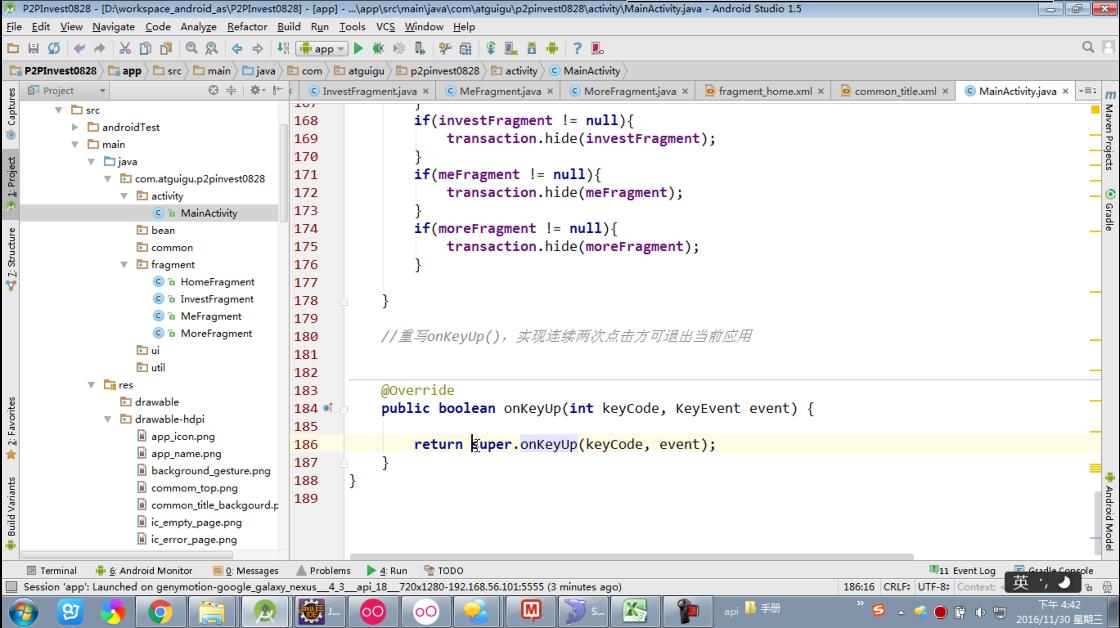 P2PInvest0828 - [D:\workspace_android_as\P2PInvest0828] - [app] - ...\app\src\main\java\com\atguigu\p2pinvest0828\activity\MainActivity.java - Android Studio 1.5
File Edit View Navigate Code Analyze Refactor Build Run Tools VCS Window Help
app
P2PInvest0828 app src main java com atguigu p2pinvest0828 activity MainActivity
Project
InvestFragment.java MeFragment.java MoreFragment.java fragment_home.xml common_title.xml MainActivity.java
Captures
1: Project
7: Structure
2: Favorites
Build Variants
src
androidTest
main
java
com.atguigu.p2pinvest0828
activity
MainActivity
bean
common
fragment
HomeFragment
InvestFragment
MeFragment
MoreFragment
ui
util
res
drawable
drawable-hdpi
app_icon.png
app_name.png
background_gesture.png
commom_top.png
common_title_backgourd.p
ic_empty_page.png
ic_error_page.png
167 }
168 if(investFragment != null){
169 transaction.hide(investFragment);
170 }
171 if(meFragment != null){
172 transaction.hide(meFragment);
173 }
174 if(moreFragment != null){
175 transaction.hide(moreFragment);
176 }
177
178 }
179
180 //重写onKeyUp()，实现连续两次点击方可退出当前应用
181
182
183 @Override
184 public boolean onKeyUp(int keyCode, KeyEvent event) {
185
186 return super.onKeyUp(keyCode, event);
187 }
188 }
189
Maven Projects
Gradle
Android Model
Terminal 6: Android Monitor 0: Messages Problems 4: Run TODO 11 Event Log Gradle Console
Session 'app': Launched on genymotion-google_galaxy_nexus__4_3__api_18__720x1280-192.168.56.101:5555 (3 minutes ago) 186:16 CRLF÷ UTF-8÷ Context:
英
J... S... api 手册
下午 4:42
2016/11/30 星期三